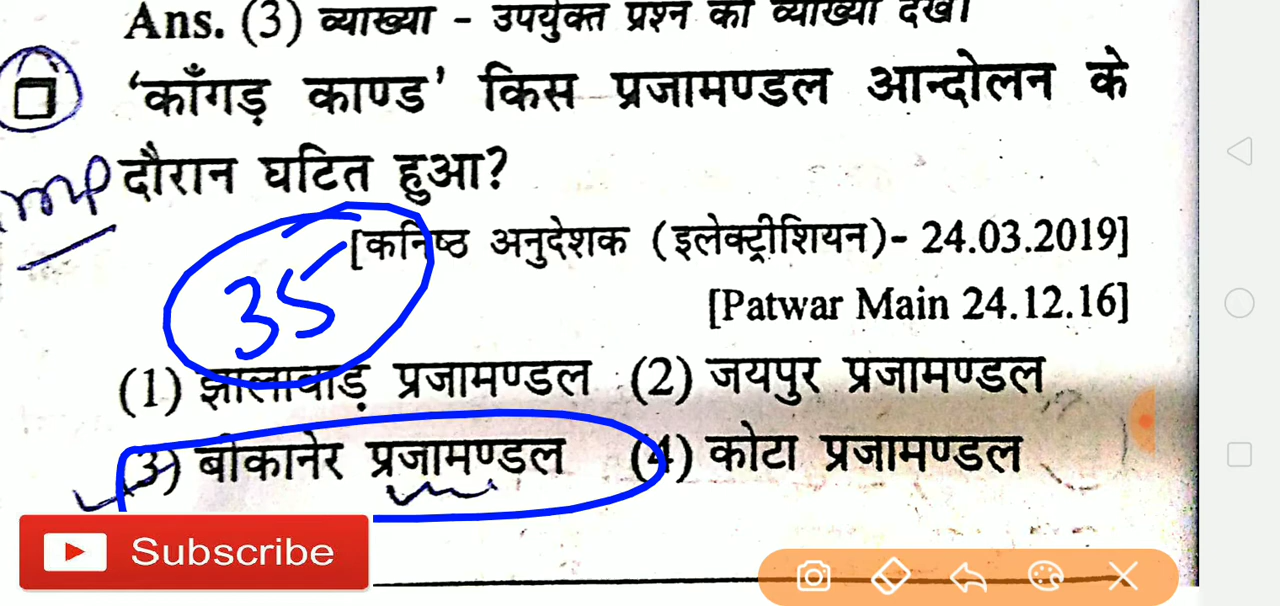 Ans. (3) व्याख्या - उपर्युक्त प्रश्न की व्याख्या देखें।
'काँगड़ काण्ड' किस प्रजामण्डल आन्दोलन के
Imp दौरान घटित हुआ?
[कनिष्ठ अनुदेशक (इलेक्ट्रीशियन)- 24.03.2019]
35
[Patwar Main 24.12.16]
(1) झालावाड़ प्रजामण्डल (2) जयपुर प्रजामण्डल
(3) बीकानेर प्रजामण्डल (4) कोटा प्रजामण्डल
Subscribe